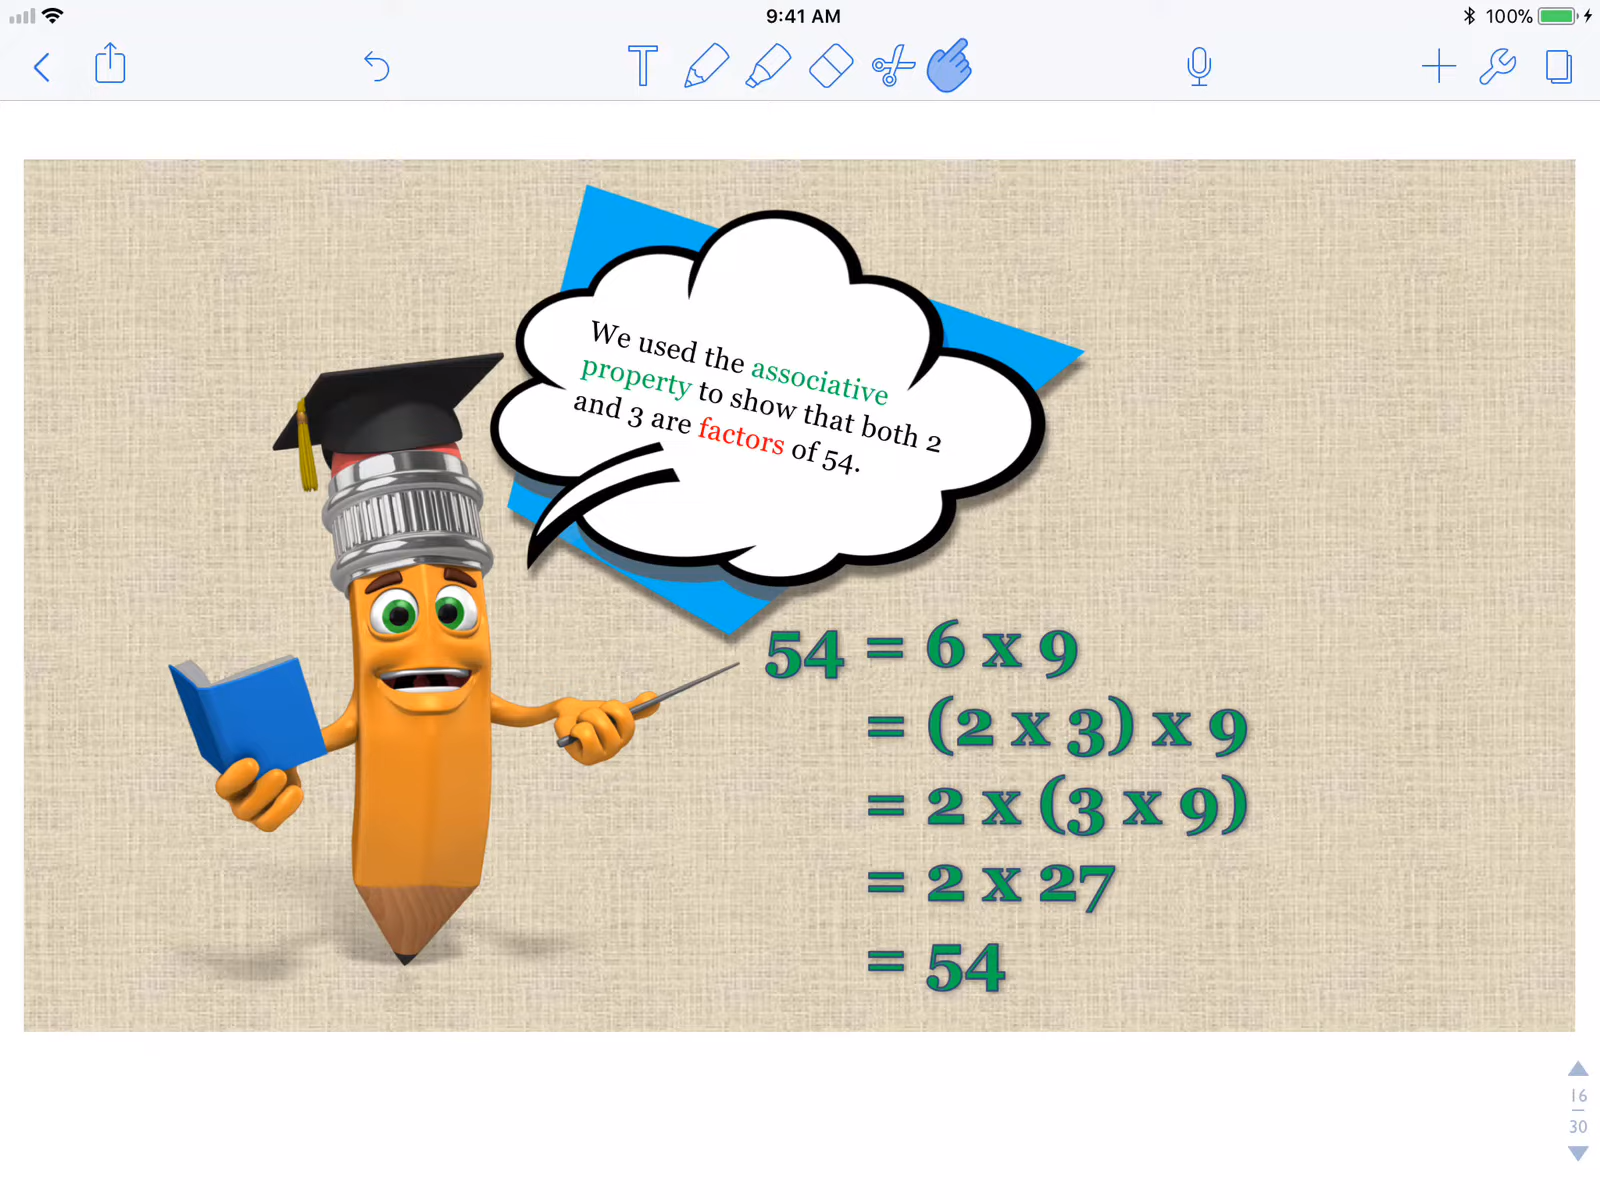 9:41 AM
100%
T
We used the associative
property to show that both 2
and 3 are factors of 54.
54 = 6 x 9
= (2 x 3) x 9
= 2 x (3 x 9)
= 2 x 27
= 54
16
30